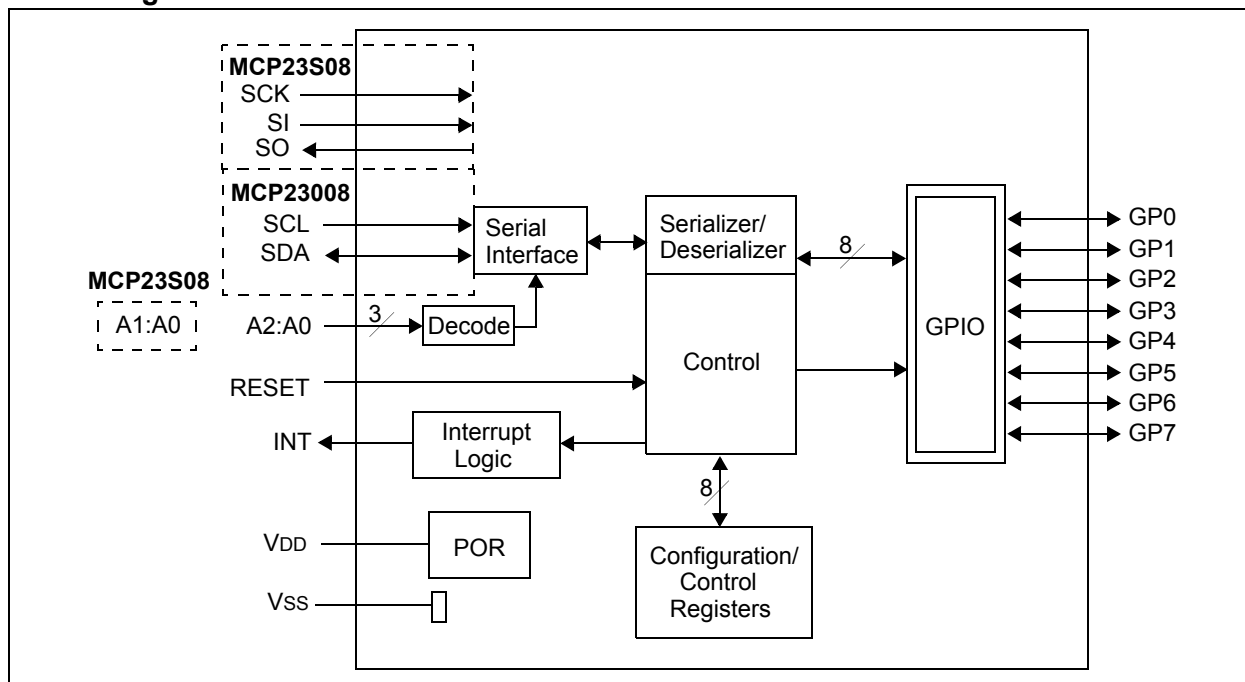 MCP23S08
SCK
SI
SO
MCP23008
SCL
SDA
MCP23S08
A1:A0
A2:A0
3
Decode
Serial
Interface
Serializer/
Deserializer
8
Control
GPIO
GP0
GP1
GP2
GP3
GP4
GP5
GP6
GP7
RESET
INT
Interrupt
Logic
8
VDD
POR
VSS
Configuration/
Control
Registers